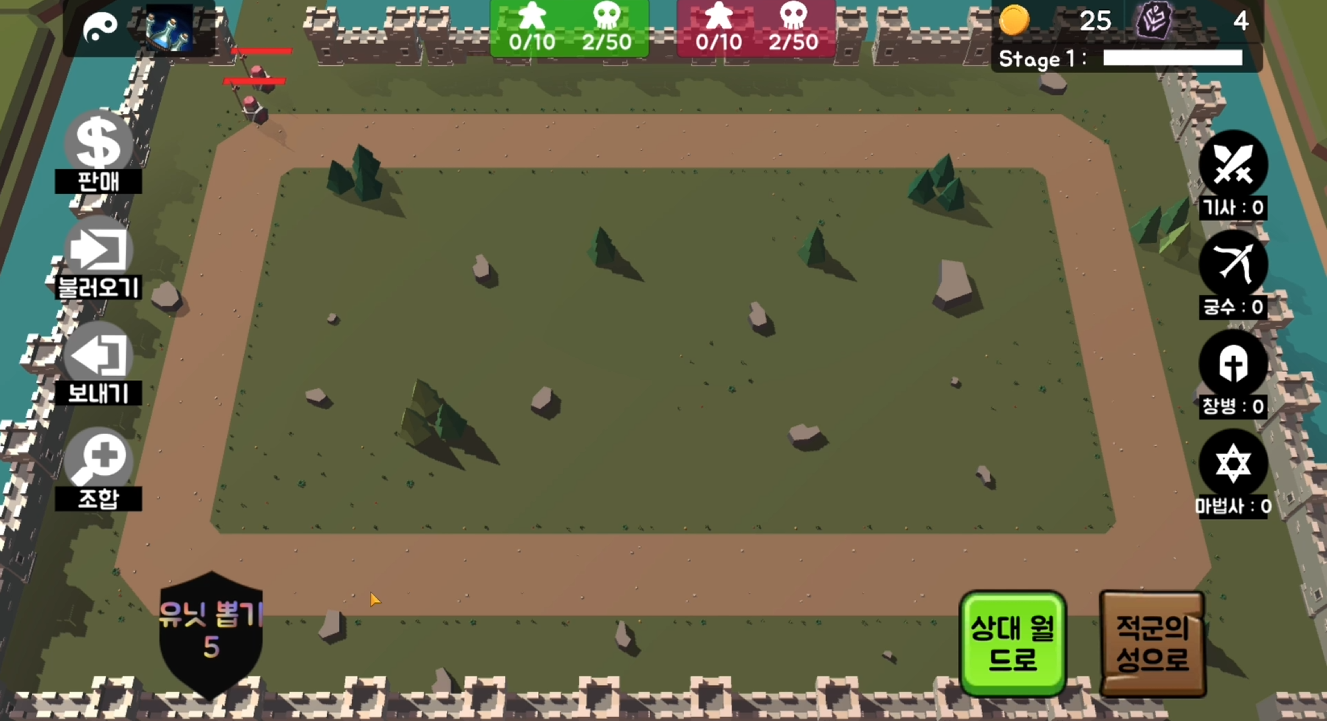 0/10 2/50
0/10 2/50
25 4
Stage 1 :
판매
불러오기
보내기
조합
기사 : 0
궁수 : 0
창병 : 0
마법사 : 0
유닛 뽑기
5
상대 월
드로
적군의
성으로